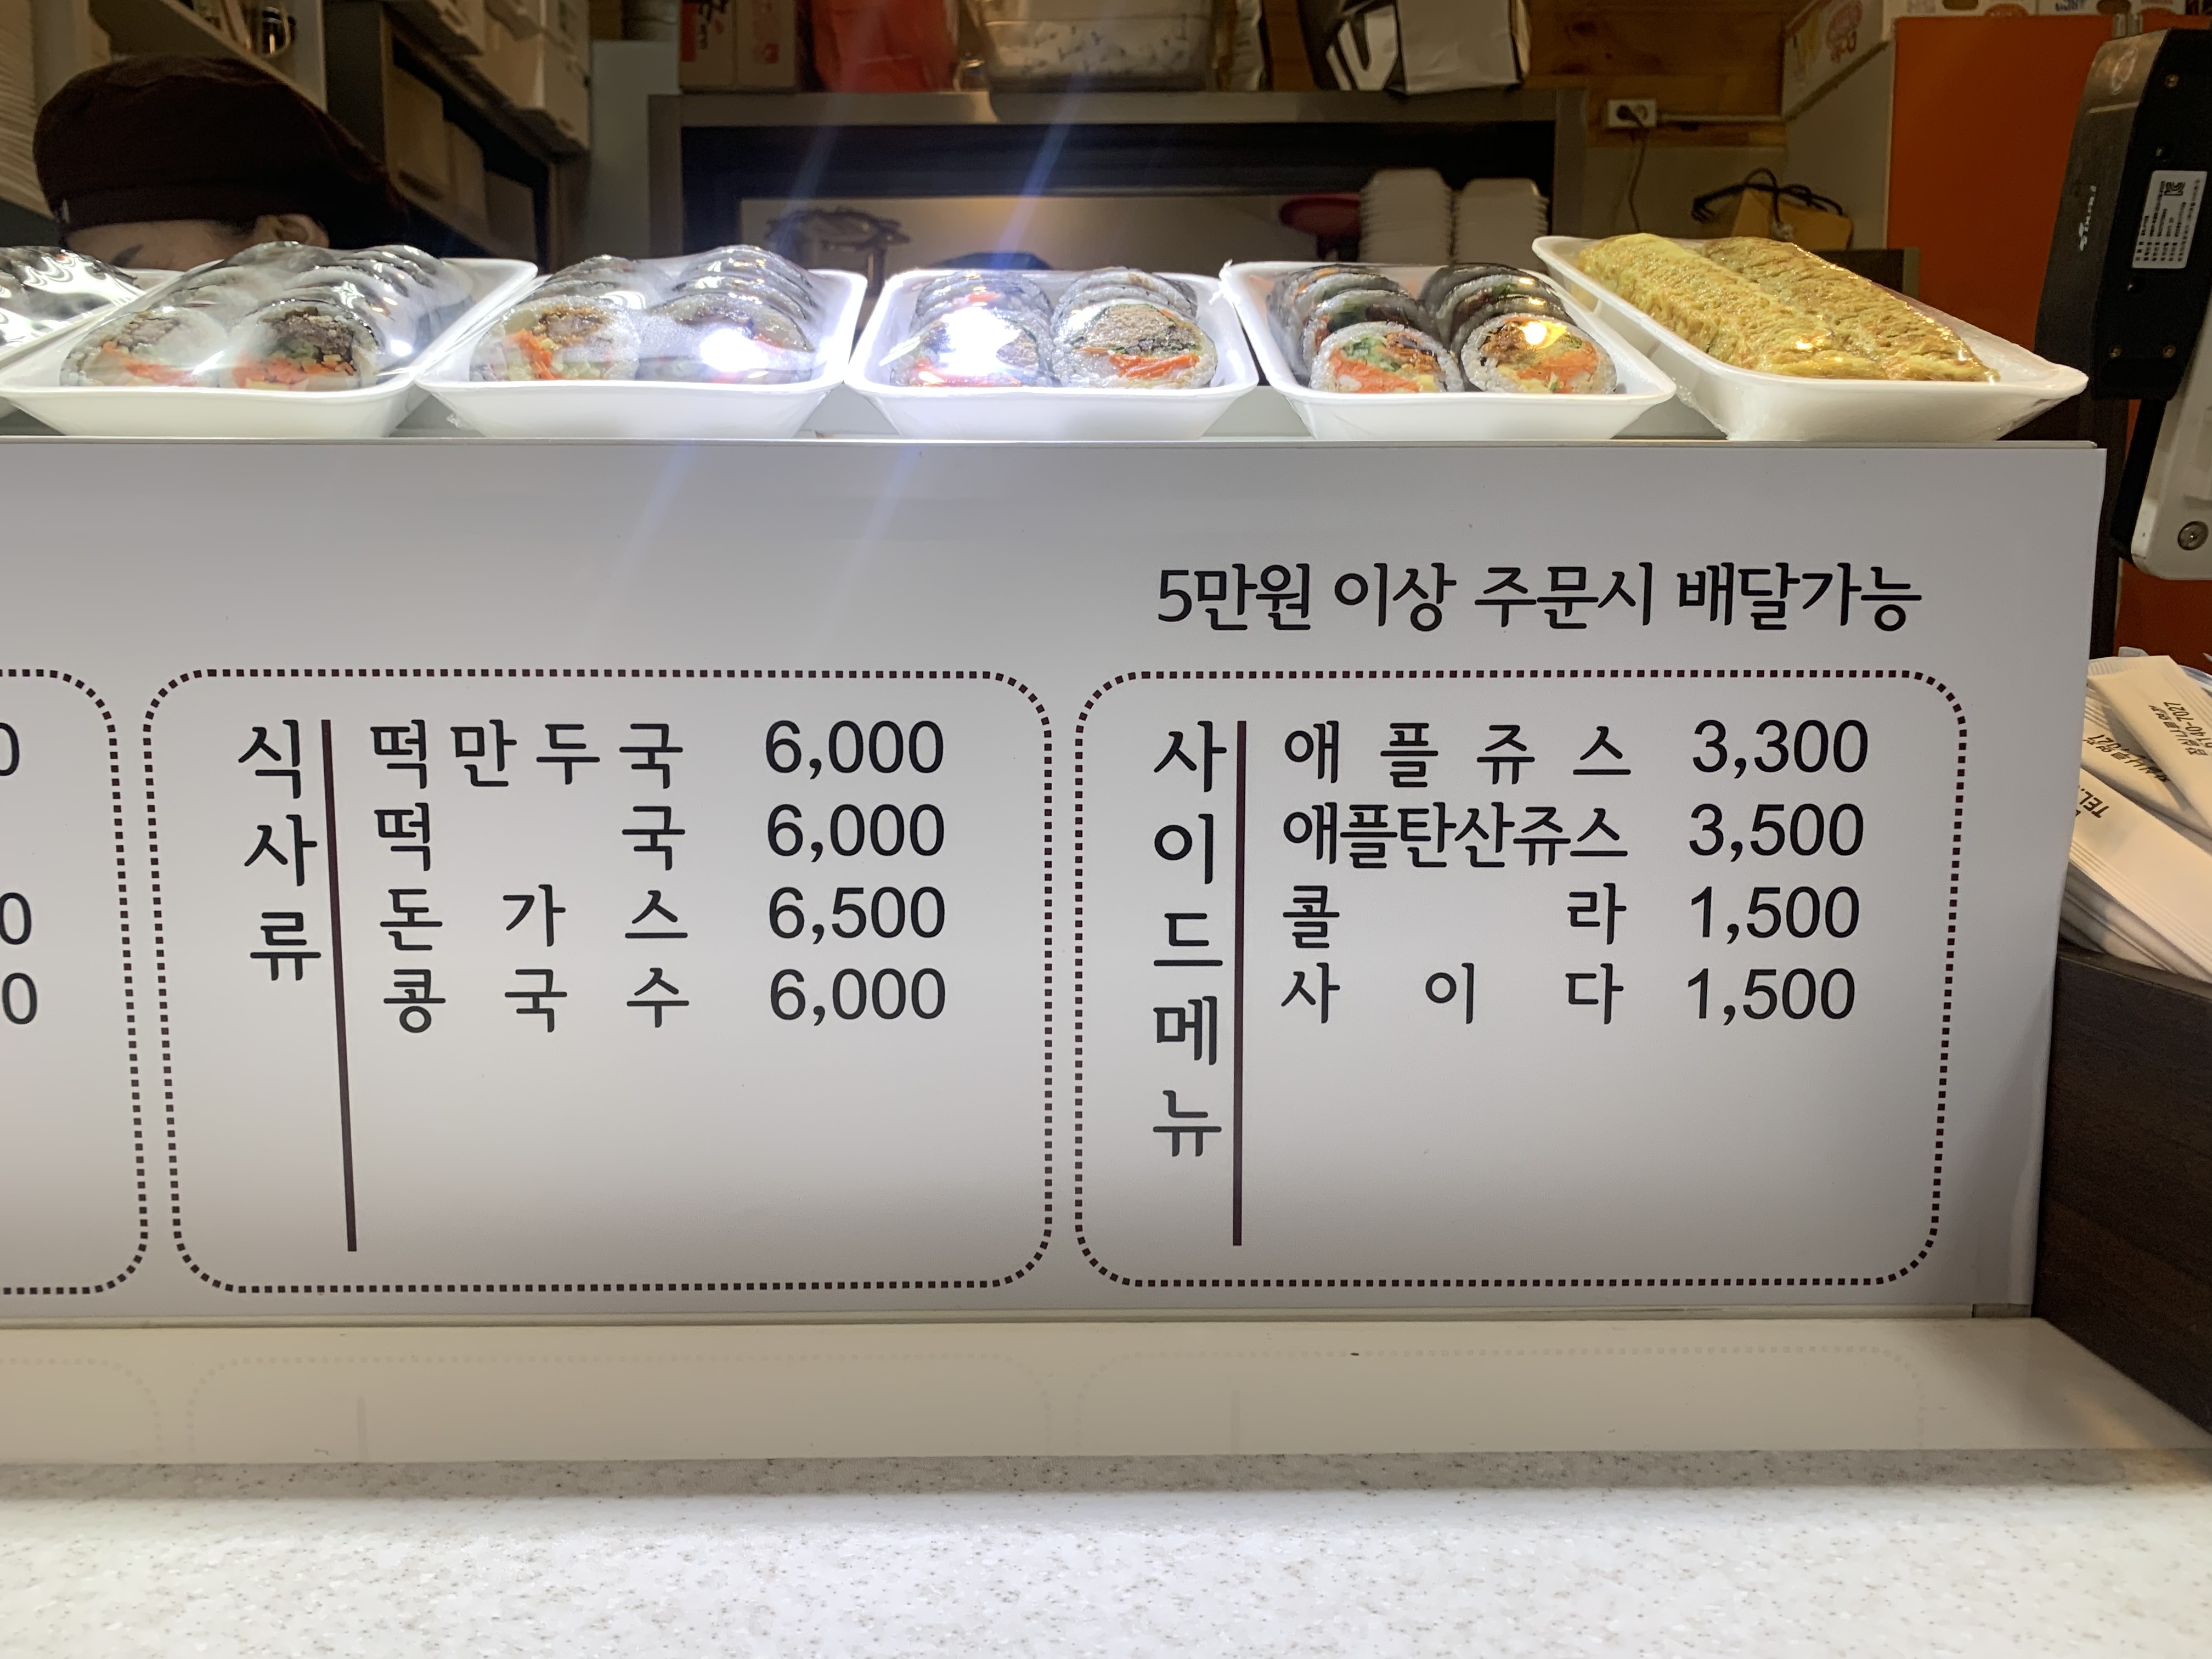 5만원 이상 주문시 배달가능
식사류
떡만두국 6,000
떡국 6,000
돈가스 6,500
콩국수 6,000
사이드메뉴
애플쥬스 3,300
애플탄산쥬스 3,500
콜라 1,500
사이다 1,500